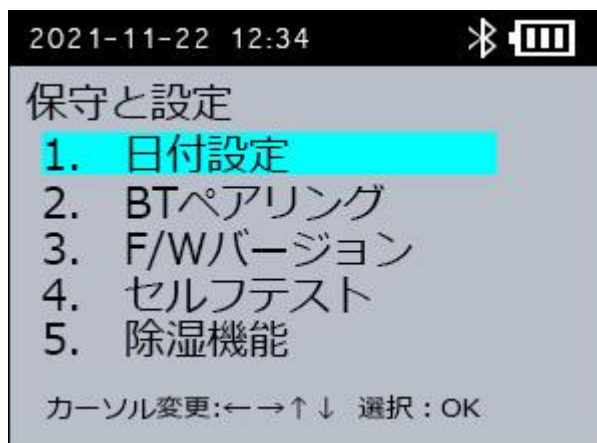 2021-11-22 12:34
保守と設定
1. 日付設定
2. BTペアリング
3. F/Wバージョン
4. セルフテスト
5. 除湿機能
カーソル変更:←→↑↓ 選択：OK